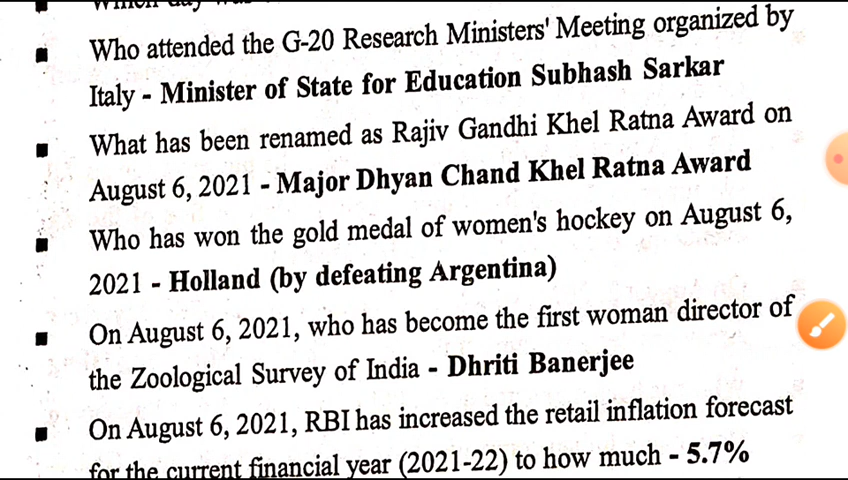 Who attended the G-20 Research Ministers' Meeting organized by
Italy - Minister of State for Education Subhash Sarkar
What has been renamed as Rajiv Gandhi Khel Ratna Award on
August 6, 2021 - Major Dhyan Chand Khel Ratna Award
Who has won the gold medal of women's hockey on August 6,
2021 - Holland (by defeating Argentina)
On August 6, 2021, who has become the first woman director of
the Zoological Survey of India - Dhriti Banerjee
On August 6, 2021, RBI has increased the retail inflation forecast
for the current financial year (2021-22) to how much - 5.7%